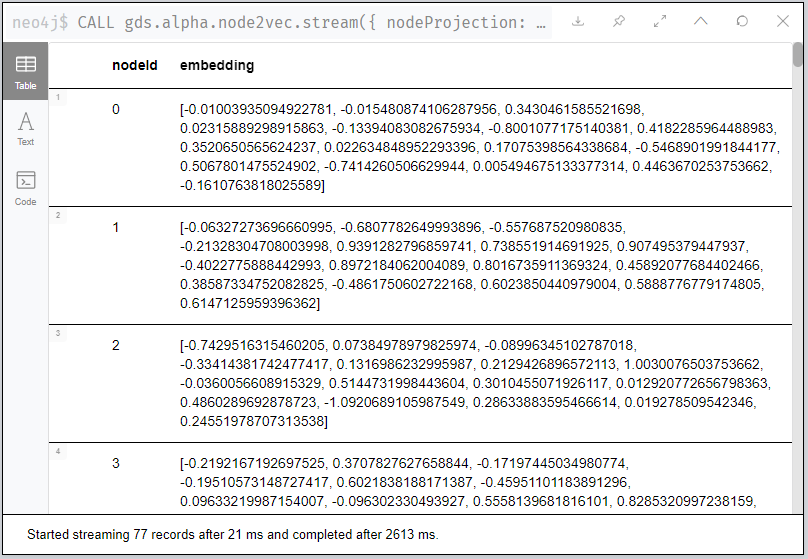 neo4j$ CALL gds.alpha.node2vec.stream({ nodeProjection: …
Table
Text
Code
nodeId embedding
1
0 [-0.01003935094922781, -0.015480874106287956, 0.3430461585521698,
0.02315889298915863, -0.13394083082675934, -0.8001077175140381, 0.4182285964488983,
0.3520650565624237, 0.022634848952293396, 0.17075398564338684, -0.5468901991844177,
0.5067801475524902, -0.7414260506629944, 0.005494675133377314, 0.4463670253753662,
-0.1610763818025589]
2
1 [-0.06327273696660995, -0.6807782649993896, -0.557687520980835,
-0.21328304708003998, 0.9391282796859741, 0.738551914691925, 0.907495379447937,
-0.4022775888442993, 0.8972184062004089, 0.8016735911369324, 0.45892077684402466,
0.38587334752082825, -0.4861750602722168, 0.6023850440979004, 0.5888776779174805,
0.6147125959396362]
3
2 [-0.7429516315460205, 0.07384978979825974, -0.08996345102787018,
-0.33414381742477417, 0.1316986232995987, 0.2129426896572113, 1.0030076503753662,
-0.0360056608915329, 0.5144731998443604, 0.3010455071926117, 0.012920772656798363,
0.4860289692878723, -1.0920689105987549, 0.28633883595466614, 0.019278509542346,
0.24551978707313538]
4
3 [-0.2192167192697525, 0.3707827627658844, -0.17197445034980774,
-0.19510573148727417, 0.6021838188171387, -0.45951101183891296,
0.09633219987154007, -0.096302330493927, 0.5558139681816101, 0.8285320997238159,
Started streaming 77 records after 21 ms and completed after 2613 ms.